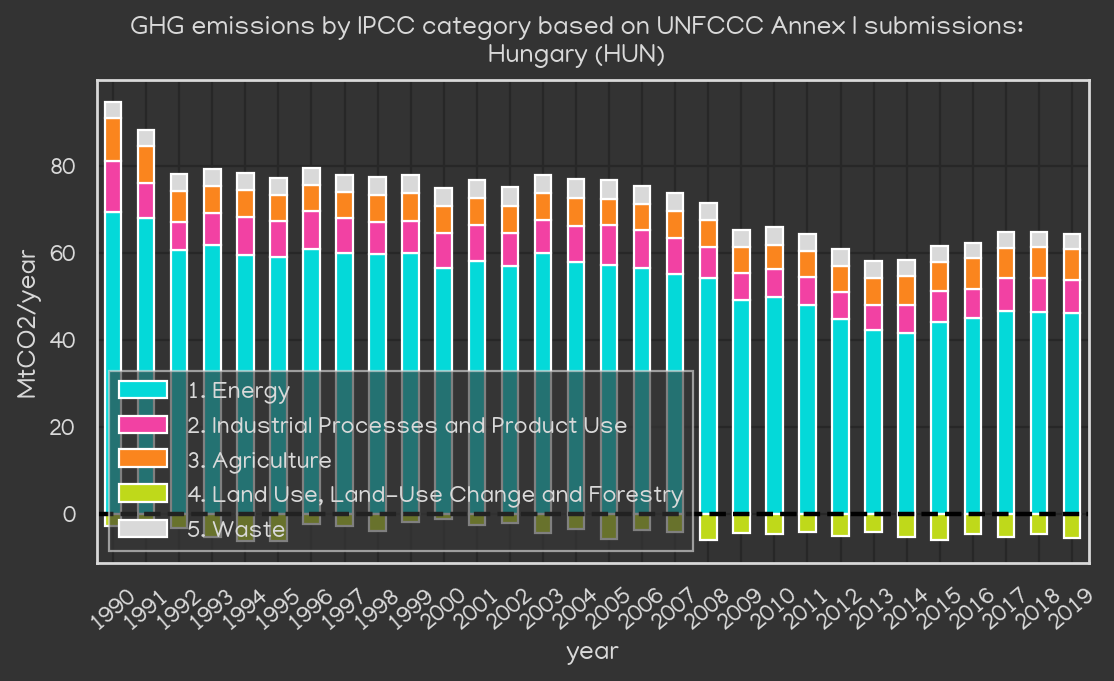 GHG emissions by IPCC category based on UNFCCC Annex I submissions:
Hungary (HUN)
MtCO2/year
80
60
40
20
0
1. Energy
2. Industrial Processes and Product Use
3. Agriculture
4. Land Use, Land-Use Change and Forestry
5. Waste
1990 1991 1992 1993 1994 1995 1996 1997 1998 1999 2000 2001 2002 2003 2004 2005 2006 2007 2008 2009 2010 2011 2012 2013 2014 2015 2016 2017 2018 2019
year